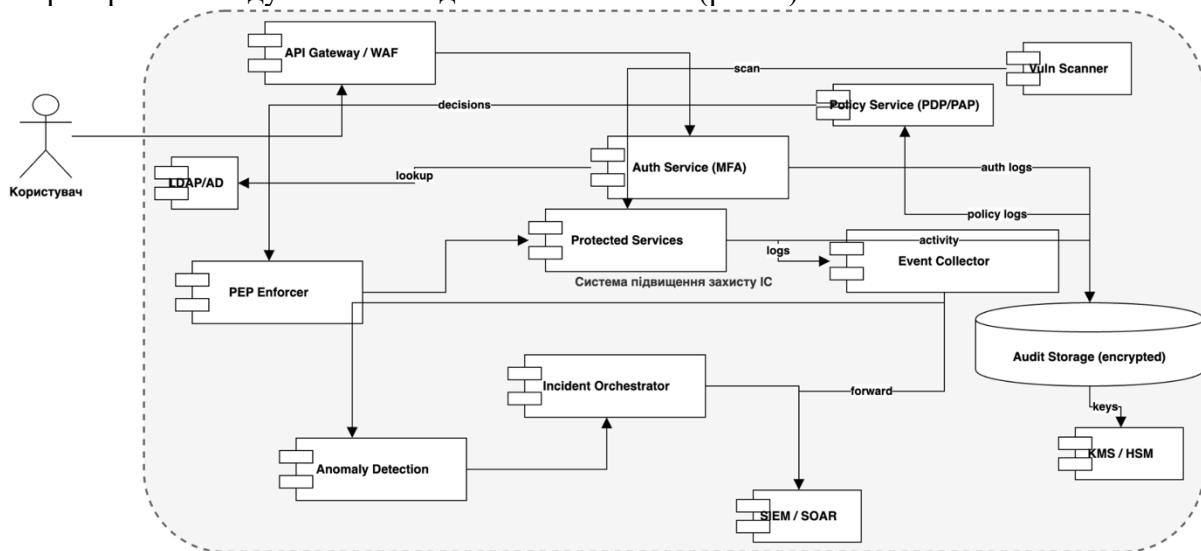 API Gateway / WAF
scan
Vuln Scanner
decisions
Policy Service (PDP/PAP)
Користувач
LDAP/AD
lookup
Auth Service (MFA)
auth logs
policy logs
Protected Services
logs
activity
Event Collector
Система підвищення захисту ІС
PEP Enforcer
Audit Storage (encrypted)
Incident Orchestrator
forward
keys
KMS / HSM
Anomaly Detection
SIEM / SOAR